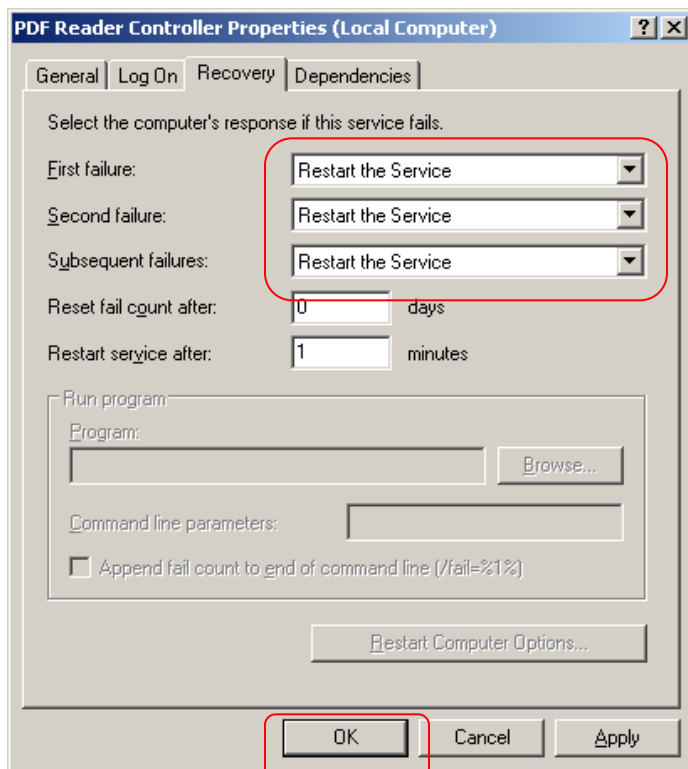 PDF Reader Controller Properties (Local Computer)
General Log On Recovery Dependencies
Select the computer's response if this service fails.
First failure: Restart the Service
Second failure: Restart the Service
Subsequent failures: Restart the Service
Reset fail count after: 0 days
Restart service after: 1 minutes
Run program
Program:
Browse...
Command line parameters:
Append fail count to end of command line (/fail=%1%)
Restart Computer Options...
OK Cancel Apply